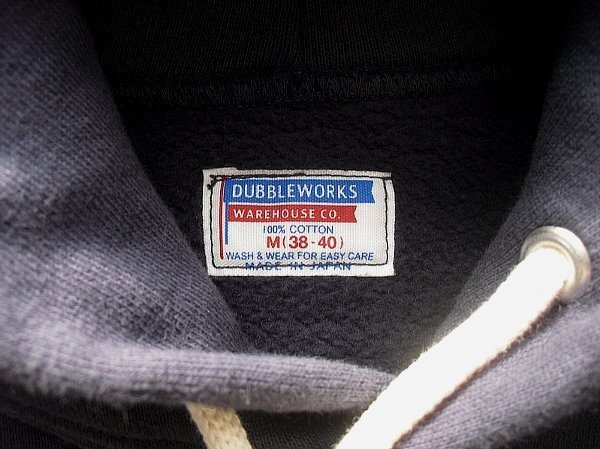 DUBBLEWORKS
WAREHOUSE CO.
100% COTTON
M(38-40)
WASH & WEAR FOR EASY CARE
MADE IN JAPAN